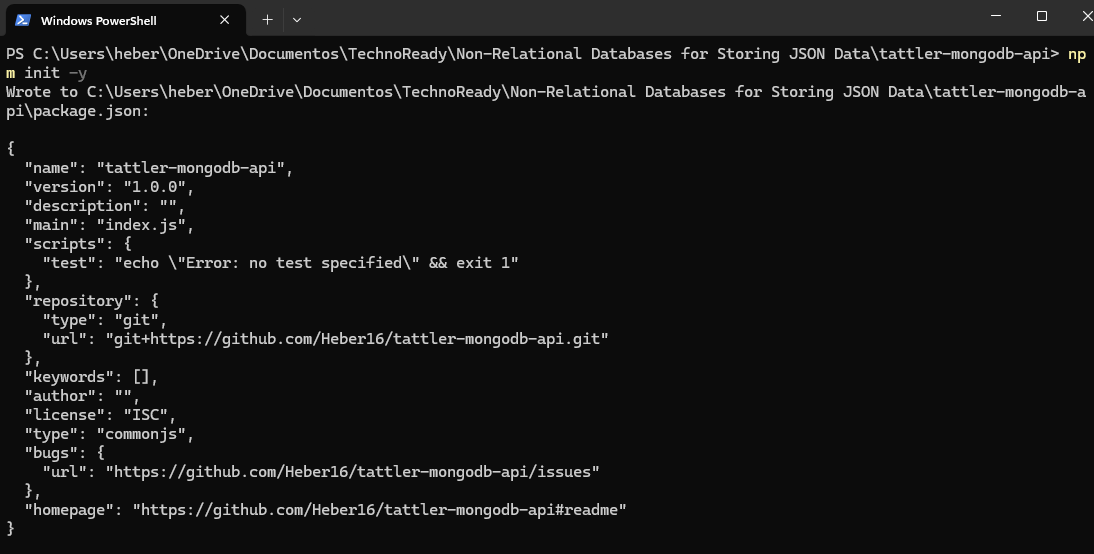 Windows PowerShell
PS C:\Users\heber\OneDrive\Documentos\TechnoReady\Non-Relational Databases for Storing JSON Data\tattler-mongodb-api> np
m init -y
Wrote to C:\Users\heber\OneDrive\Documentos\TechnoReady\Non-Relational Databases for Storing JSON Data\tattler-mongodb-a
pi\package.json:
{
  "name": "tattler-mongodb-api",
  "version": "1.0.0",
  "description": "",
  "main": "index.js",
  "scripts": {
    "test": "echo \"Error: no test specified\" && exit 1"
  },
  "repository": {
    "type": "git",
    "url": "git+https://github.com/Heber16/tattler-mongodb-api.git"
  },
  "keywords": [],
  "author": "",
  "license": "ISC",
  "type": "commonjs",
  "bugs": {
    "url": "https://github.com/Heber16/tattler-mongodb-api/issues"
  },
  "homepage": "https://github.com/Heber16/tattler-mongodb-api#readme"
}